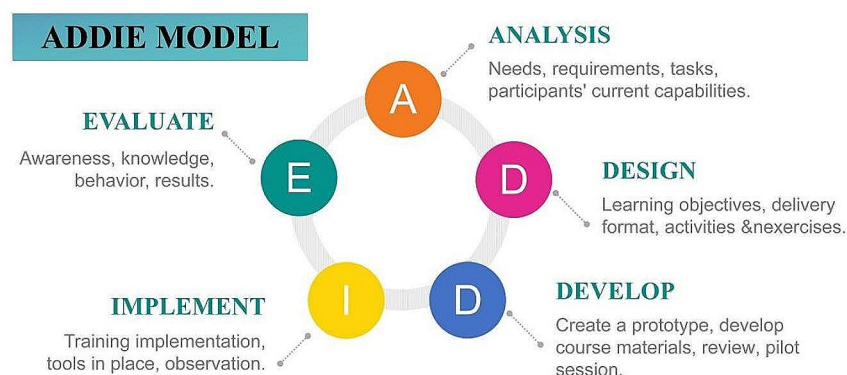 ADDIE MODEL
A
ANALYSIS
Needs, requirements, tasks,
participants' current capabilities.
D
DESIGN
Learning objectives, delivery
format, activities &nexercises.
D
DEVELOP
Create a prototype, develop
course materials, review, pilot
session.
I
IMPLEMENT
Training implementation,
tools in place, observation.
E
EVALUATE
Awareness, knowledge,
behavior, results.